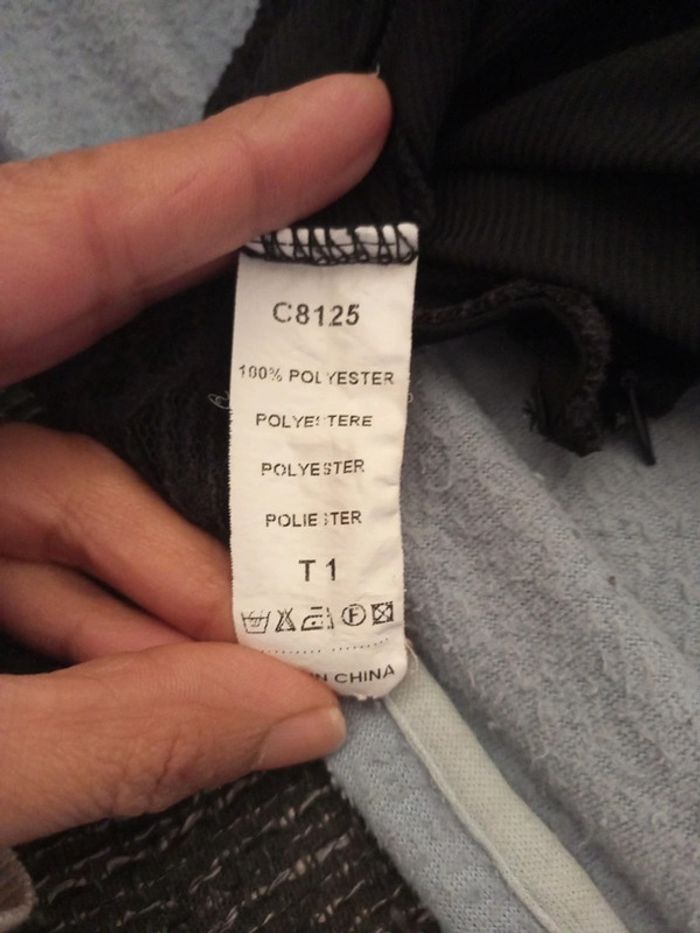 C8125
100% POLYESTER
POLYESTERE
POLYESTER
POLIESTER
T1
F
IN CHINA